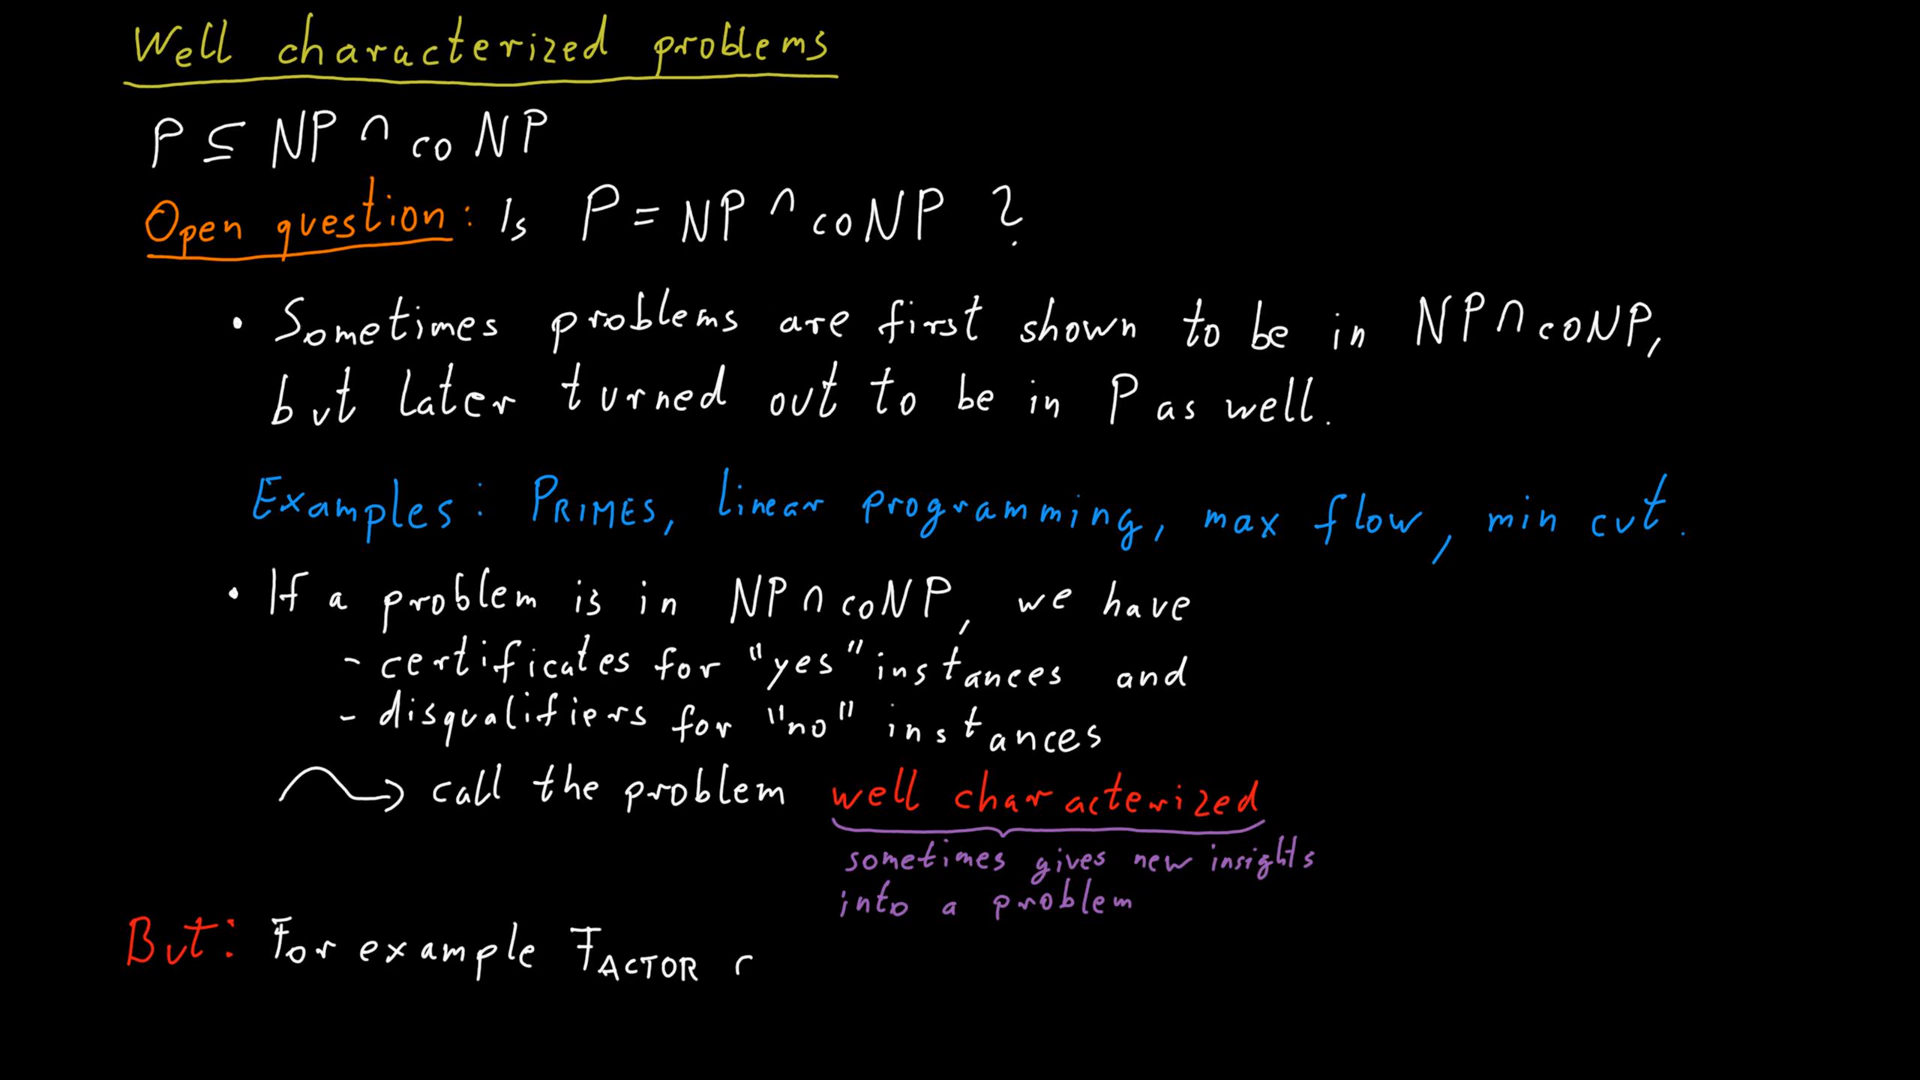 Well characterized problems
P ⊆ NP ∩ coNP
Open question: Is P = NP ∩ coNP ?
• Sometimes problems are first shown to be in NP ∩ coNP,
but later turned out to be in P as well.
Examples: PRIMES, linear programming, max flow, min cut.
• If a problem is in NP ∩ coNP, we have
- certificates for "yes" instances and
- disqualifiers for "no" instances
⟿ call the problem well characterized
sometimes gives new insights
into a problem
But: For example FACTOR r